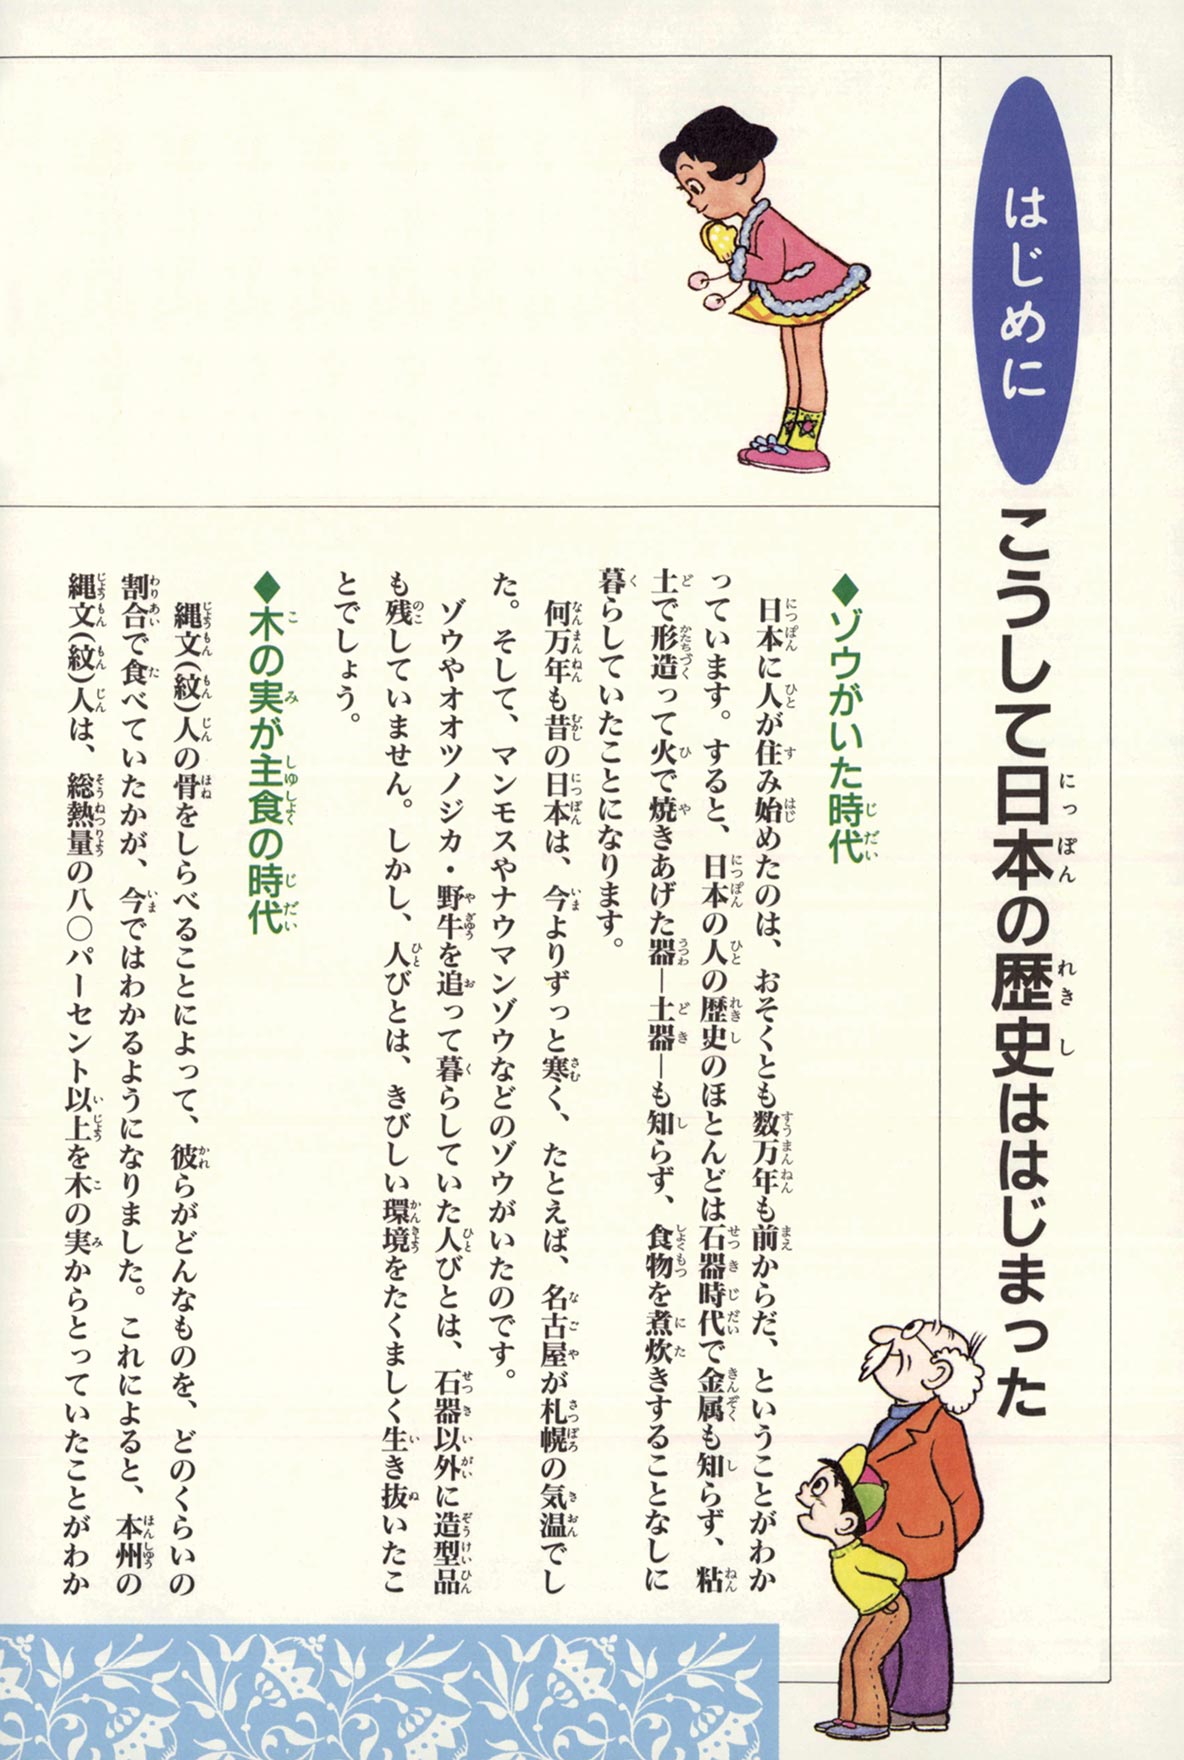 はじめに
こうして日本の歴史ははじまった
◆ゾウがいた時代
日本に人が住み始めたのは、おそくとも数万年も前からだ、ということがわか
っています。すると、日本の人の歴史のほとんどは石器時代で金属も知らず、粘
土で形造って火で焼きあげた器―土器―も知らず、食物を煮炊きすることなしに
暮らしていたことになります。
何万年も昔の日本は、今よりずっと寒く、たとえば、名古屋が札幌の気温でし
た。そして、マンモスやナウマンゾウなどのゾウがいたのです。
ゾウやオオツノジカ・野牛を追って暮らしていた人びとは、石器以外に造型品
も残していません。しかし、人びとは、きびしい環境をたくましく生き抜いたこ
とでしょう。
◆木の実が主食の時代
縄文(紋)人の骨をしらべることによって、彼らがどんなものを、どのくらいの
割合で食べていたかが、今ではわかるようになりました。これによると、本州の
縄文(紋)人は、総熱量の八〇パーセント以上を木の実からとっていたことがわか